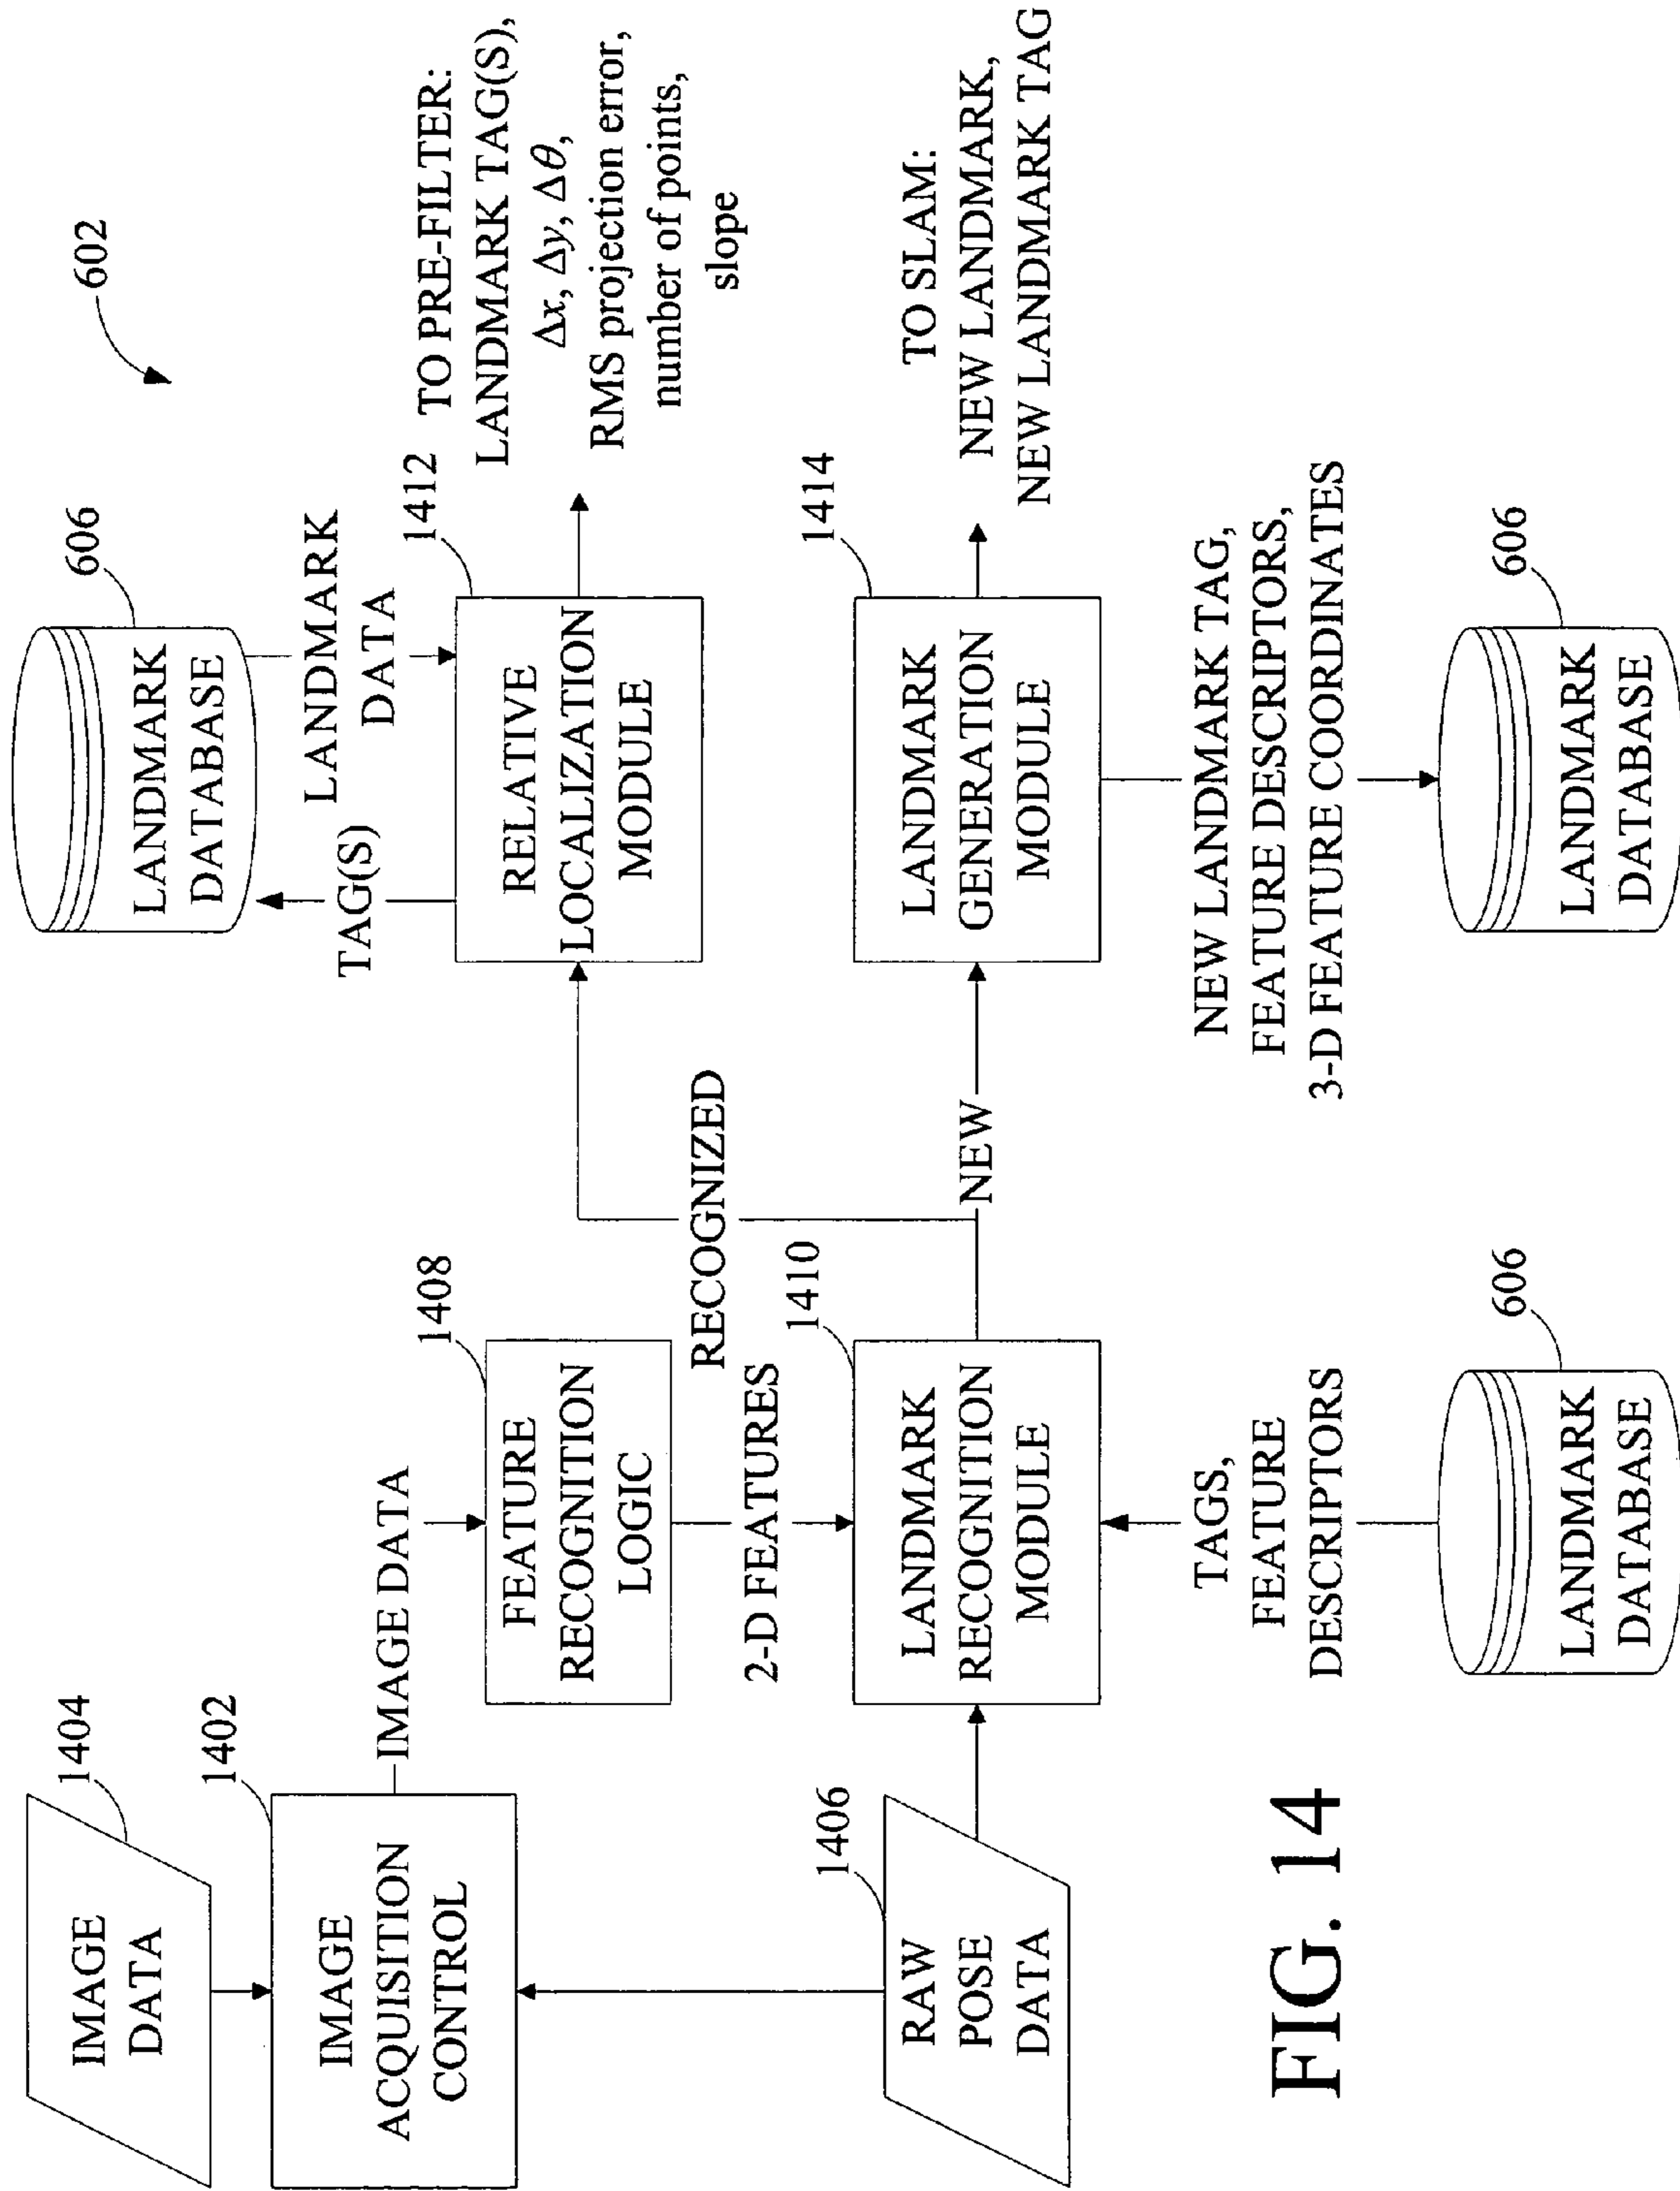 602
1404
IMAGE
DATA
1402
IMAGE
ACQUISITION
CONTROL
IMAGE DATA
1406
RAW
POSE
DATA
1408
FEATURE
RECOGNITION
LOGIC
2-D FEATURES
1410
LANDMARK
RECOGNITION
MODULE
TAGS,
FEATURE
DESCRIPTORS
606
LANDMARK
DATABASE
RECOGNIZED
NEW
606
LANDMARK
DATABASE
TAG(S)
LANDMARK
DATA
1412
RELATIVE
LOCALIZATION
MODULE
TO PRE-FILTER:
LANDMARK TAG(S),
Δx, Δy, Δθ,
RMS projection error,
number of points,
slope
1414
LANDMARK
GENERATION
MODULE
TO SLAM:
NEW LANDMARK,
NEW LANDMARK TAG
NEW LANDMARK TAG,
FEATURE DESCRIPTORS,
3-D FEATURE COORDINATES
606
LANDMARK
DATABASE
FIG. 14